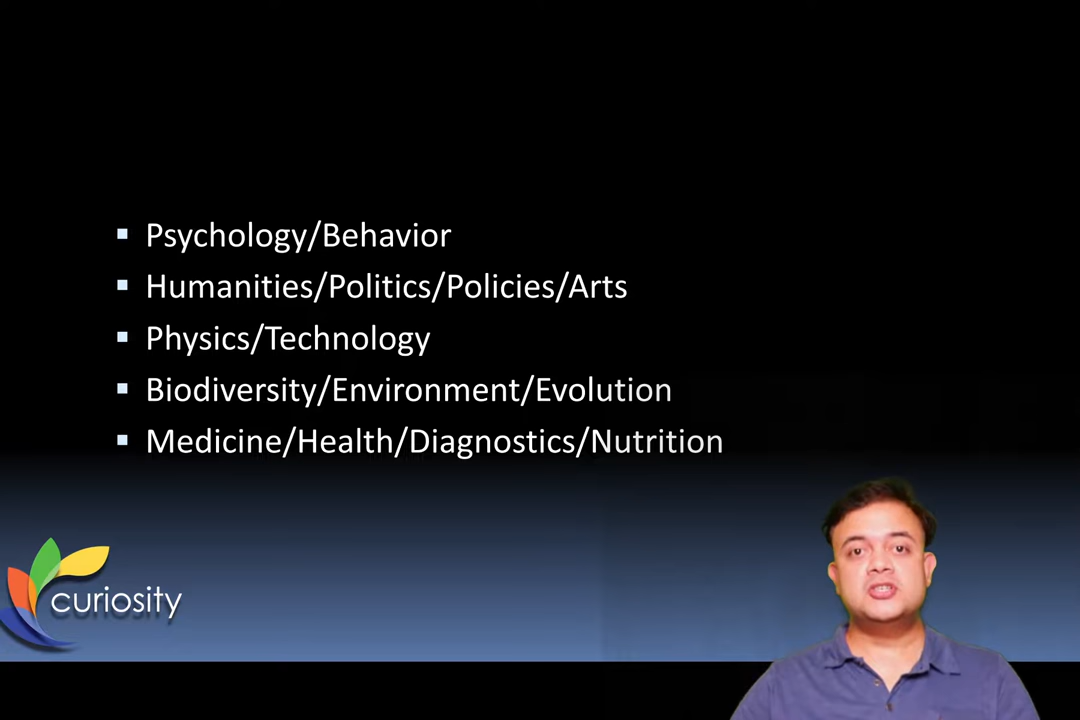 Psychology/Behavior
Humanities/Politics/Policies/Arts
Physics/Technology
Biodiversity/Environment/Evolution
Medicine/Health/Diagnostics/Nutrition
curiosity